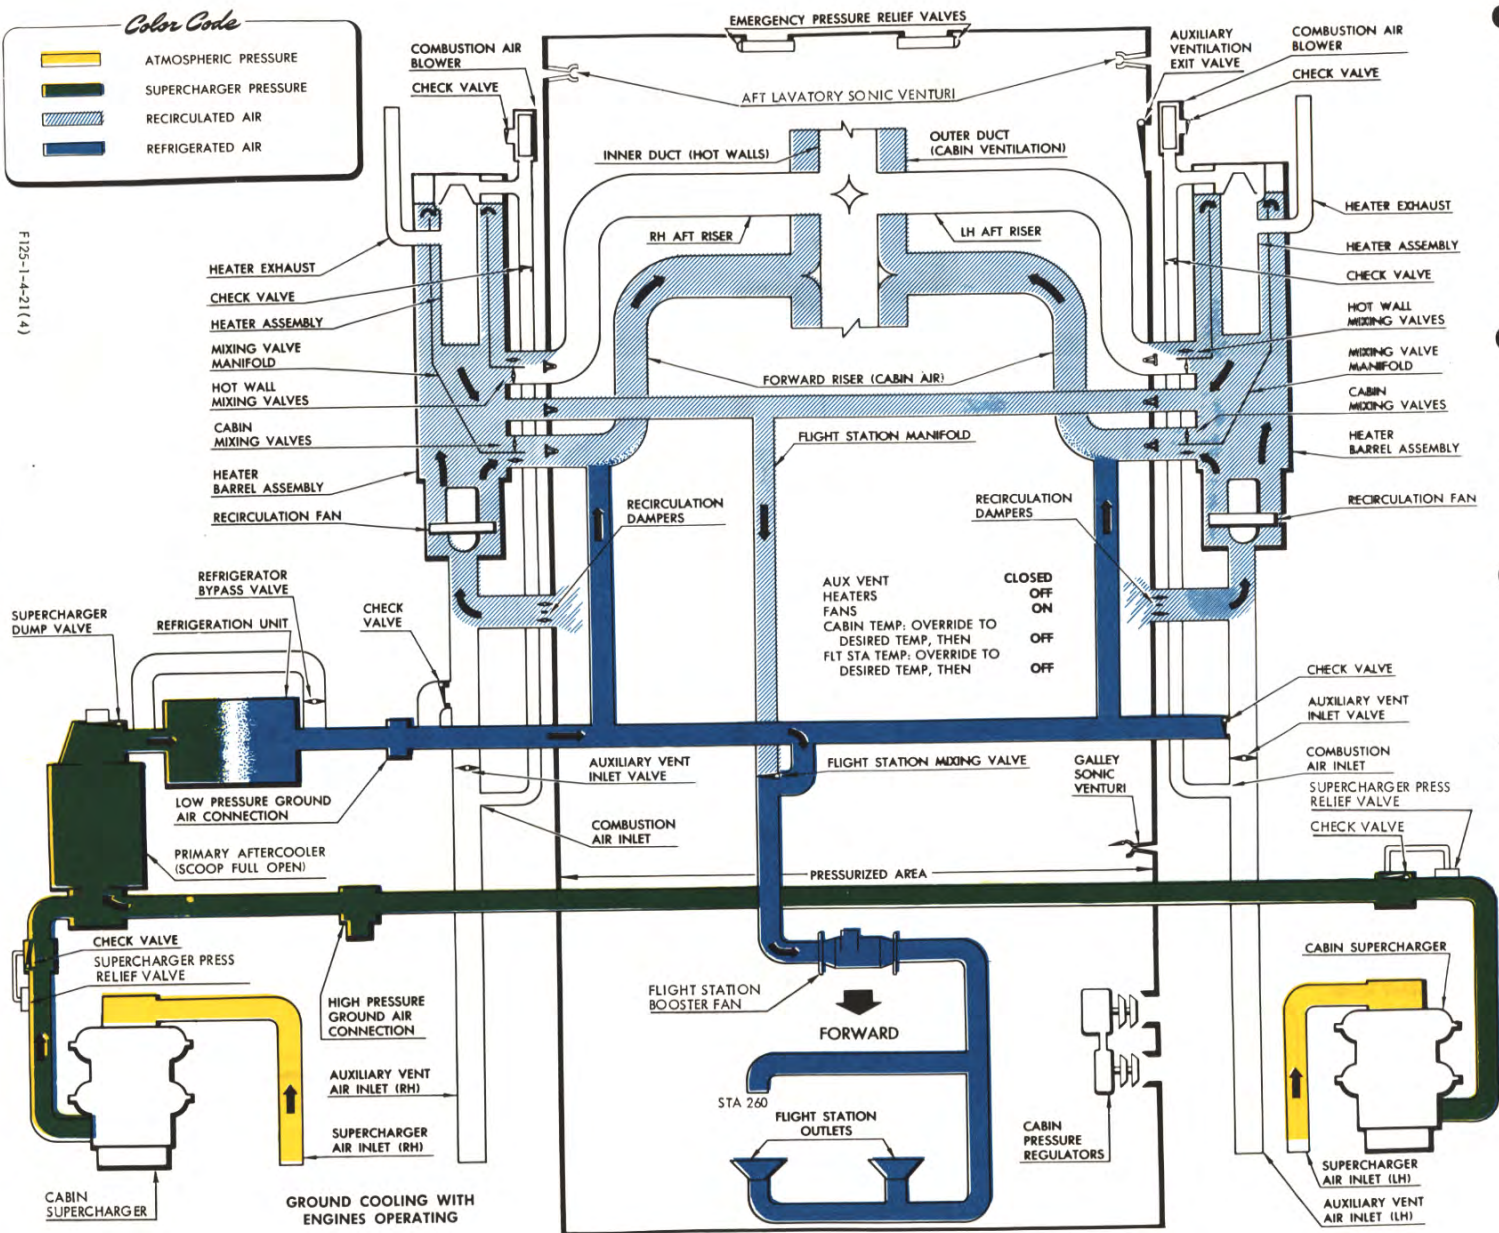 Color Code
ATMOSPHERIC PRESSURE
SUPERCHARGER PRESSURE
RECIRCULATED AIR
REFRIGERATED AIR
F125-1-4-21(4)
EMERGENCY PRESSURE RELIEF VALVES
COMBUSTION AIR
BLOWER
CHECK VALVE
AFT LAVATORY SONIC VENTURI
AUXILIARY
VENTILATION
EXIT VALVE
COMBUSTION AIR
BLOWER
CHECK VALVE
INNER DUCT (HOT WALLS)
OUTER DUCT
(CABIN VENTILATION)
RH AFT RISER
LH AFT RISER
HEATER EXHAUST
CHECK VALVE
HEATER ASSEMBLY
MIXING VALVE
MANIFOLD
HOT WALL
MIXING VALVES
CABIN
MIXING VALVES
HEATER
BARREL ASSEMBLY
RECIRCULATION FAN
HEATER EXHAUST
HEATER ASSEMBLY
CHECK VALVE
HOT WALL
MIXING VALVES
MIXING VALVE
MANIFOLD
CABIN
MIXING VALVES
HEATER
BARREL ASSEMBLY
RECIRCULATION FAN
FORWARD RISER (CABIN AIR)
FLIGHT STATION MANIFOLD
RECIRCULATION
DAMPERS
RECIRCULATION
DAMPERS
AUX VENT CLOSED
HEATERS OFF
FANS ON
CABIN TEMP: OVERRIDE TO
DESIRED TEMP, THEN OFF
FLT STA TEMP: OVERRIDE TO
DESIRED TEMP, THEN OFF
REFRIGERATOR
BYPASS VALVE
SUPERCHARGER
DUMP VALVE
REFRIGERATION UNIT
CHECK
VALVE
CHECK VALVE
AUXILIARY VENT
INLET VALVE
COMBUSTION
AIR INLET
SUPERCHARGER PRESS
RELIEF VALVE
CHECK VALVE
AUXILIARY VENT
INLET VALVE
FLIGHT STATION MIXING VALVE
GALLEY
SONIC
VENTURI
LOW PRESSURE GROUND
AIR CONNECTION
COMBUSTION
AIR INLET
PRIMARY AFTERCOOLER
(SCOOP FULL OPEN)
PRESSURIZED AREA
CHECK VALVE
SUPERCHARGER PRESS
RELIEF VALVE
HIGH PRESSURE
GROUND AIR
CONNECTION
FLIGHT STATION
BOOSTER FAN
FORWARD
CABIN SUPERCHARGER
AUXILIARY VENT
AIR INLET (RH)
SUPERCHARGER
AIR INLET (RH)
STA 260
FLIGHT STATION
OUTLETS
CABIN
PRESSURE
REGULATORS
SUPERCHARGER
AIR INLET (LH)
AUXILIARY VENT
AIR INLET (LH)
CABIN
SUPERCHARGER
GROUND COOLING WITH
ENGINES OPERATING